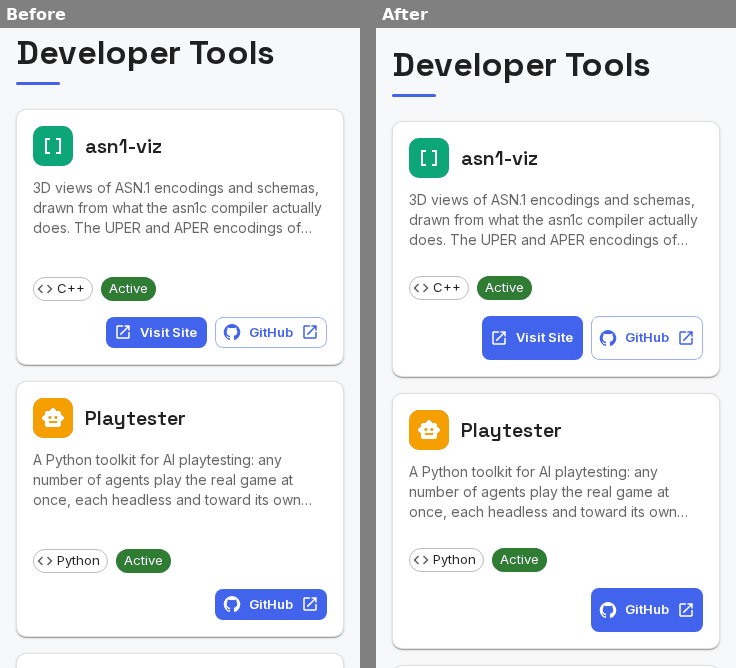 Before
Developer Tools
[ ] asn1-viz
3D views of ASN.1 encodings and schemas,
drawn from what the asn1c compiler actually
does. The UPER and APER encodings of...
<> C++ Active
Visit Site GitHub
Playtester
A Python toolkit for AI playtesting: any
number of agents play the real game at
once, each headless and toward its own...
<> Python Active
GitHub
After
Developer Tools
[ ] asn1-viz
3D views of ASN.1 encodings and schemas,
drawn from what the asn1c compiler actually
does. The UPER and APER encodings of...
<> C++ Active
Visit Site GitHub
Playtester
A Python toolkit for AI playtesting: any
number of agents play the real game at
once, each headless and toward its own...
<> Python Active
GitHub